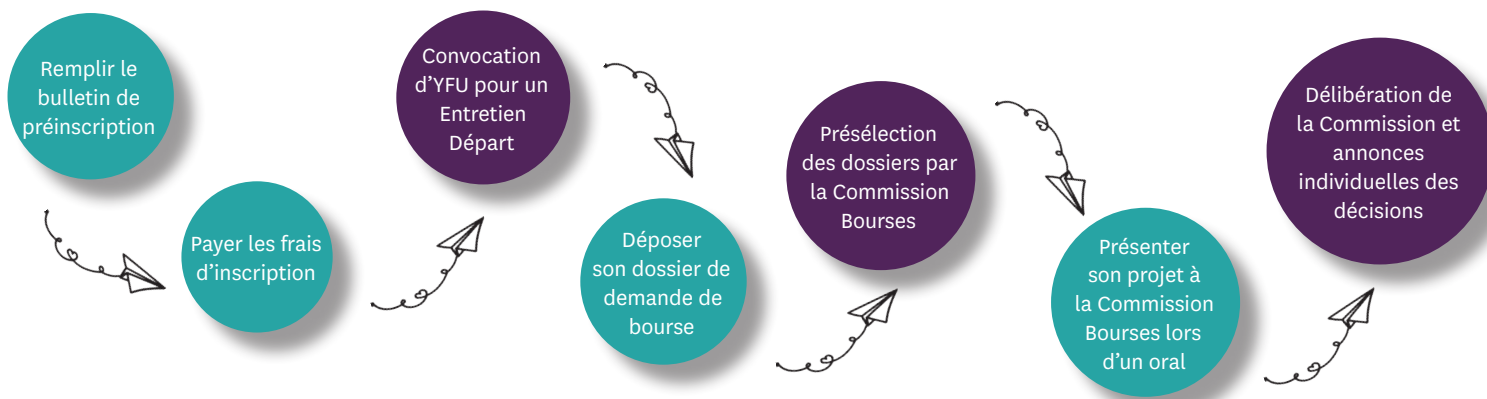 Remplir le
bulletin de
préinscription
Payer les frais
d'inscription
Convocation
d'YFU pour un
Entretien
Départ
Déposer
son dossier de
demande de
bourse
Présélection
des dossiers par
la Commission
Bourses
Présenter
son projet à
la Commission
Bourses lors
d'un oral
Délibération de
la Commission et
annonces
individuelles des
décisions